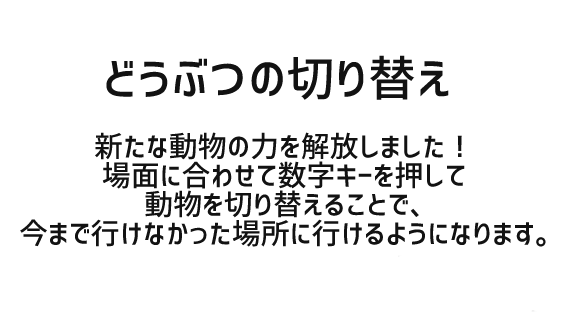 どうぶつの切り替え
新たな動物の力を解放しました！
場面に合わせて数字キーを押して
動物を切り替えることで、
今まで行けなかった場所に行けるようになります。